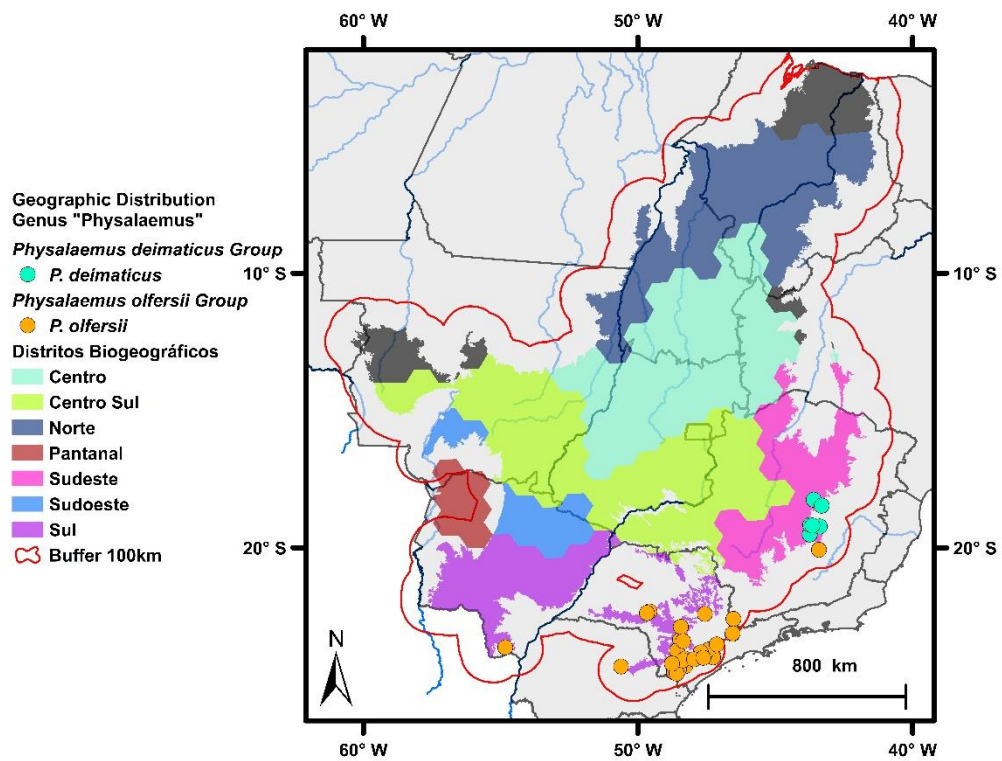 60° W 50° W 40° W
Geographic Distribution
Genus "Physalaemus"
Physalaemus deimaticus Group
P. deimaticus
Physalaemus olfersii Group
P. olfersii
Distritos Biogeográficos
Centro
Centro Sul
Norte
Pantanal
Sudeste
Sudoeste
Sul
Buffer 100km
10° S 10° S
20° S 20° S
N
800 km
60° W 50° W 40° W